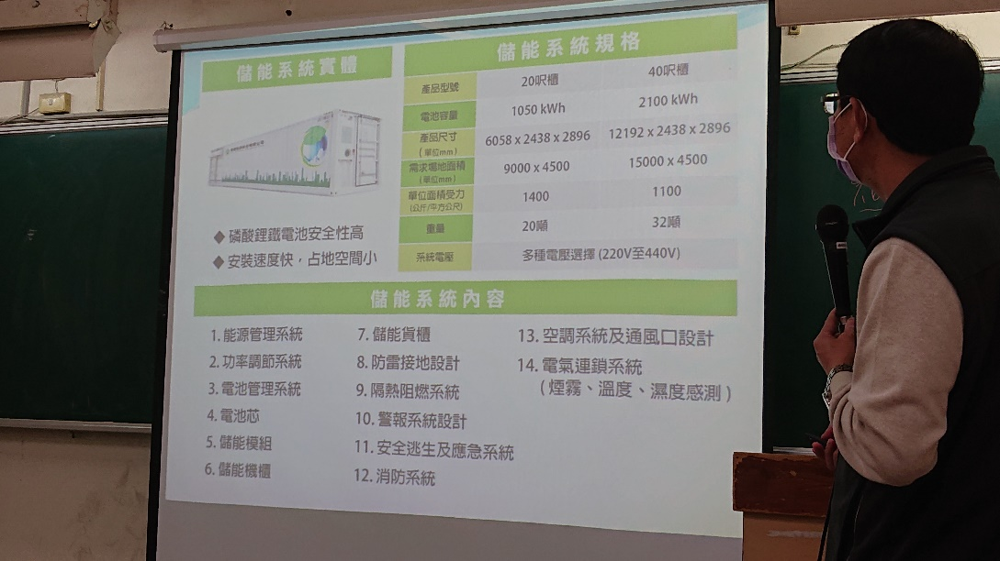 儲能系統實體
◆ 磷酸鋰鐵電池安全性高
◆ 安裝速度快，占地空間小
儲能系統規格
產品型號 20呎櫃 40呎櫃
電池容量 1050 kWh 2100 kWh
產品尺寸 (單位mm) 6058 x 2438 x 2896 12192 x 2438 x 2896
需求場地面積 (單位mm) 9000 x 4500 15000 x 4500
單位面積受力 (公斤/平方公尺) 1400 1100
重量 20噸 32噸
系統電壓 多種電壓選擇 (220V至440V)
儲能系統內容
1. 能源管理系統
2. 功率調節系統
3. 電池管理系統
4. 電池芯
5. 儲能模組
6. 儲能機櫃
7. 儲能貨櫃
8. 防雷接地設計
9. 隔熱阻燃系統
10. 警報系統設計
11. 安全逃生及應急系統
12. 消防系統
13. 空調系統及通風口設計
14. 電氣連鎖系統
(煙霧、溫度、濕度感測)